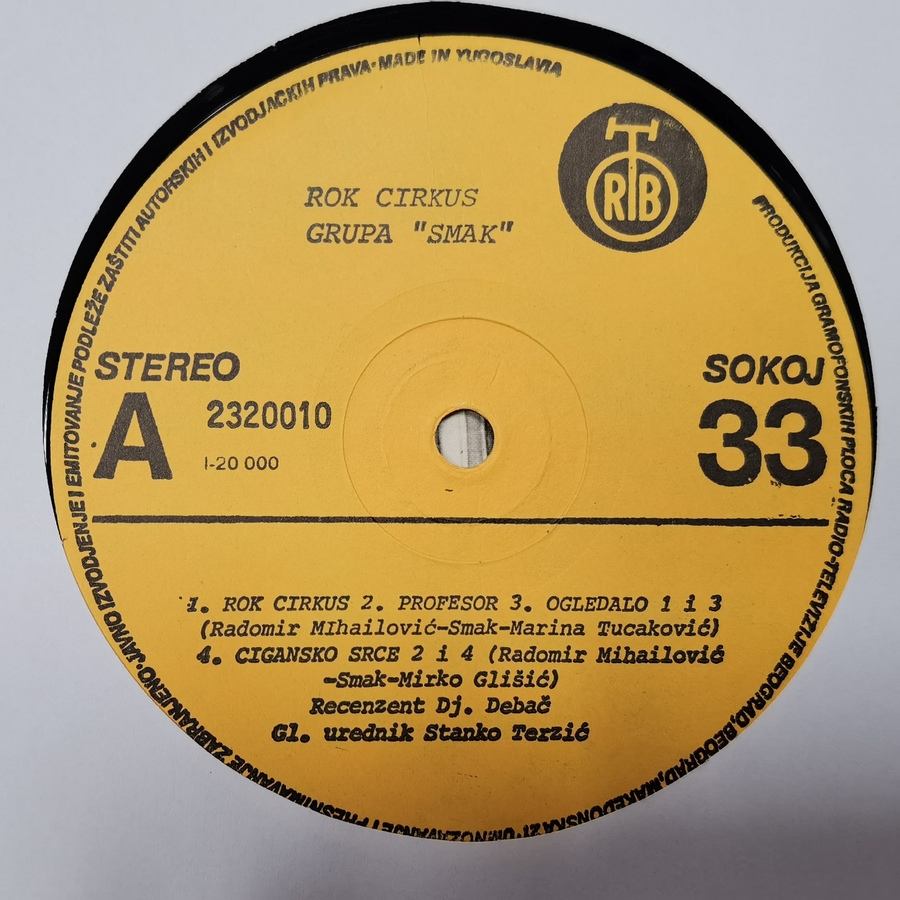 ROK CIRKUS
GRUPA "SMAK"
RTB
STEREO
A
2320010
I-20 000
SOKOJ
33
1. ROK CIRKUS 2. PROFESOR 3. OGLEDALO 1 i 3
(Radomir MIhailović-Smak-Marina Tucaković)
4. CIGANSKO SRCE 2 i 4 (Radomir Mihailović
-Smak-Mirko Glišić)
Recenzent Dj. Debač
Gl. urednik Stanko Terzić
PRODUKCIJA GRAMOFONSKIH PLOČA RADIO-TELEVIZIJE BEOGRAD, BEOGRAD, MAKEDONSKA 21 · UMNOŽAVANJE I PRESNIMAVANJE ZABRANJENO · JAVNO IZVODJENJE I EMITOVANJE PODLEŽE ZAŠTITI AUTORSKIH I IZVODJAČKIH PRAVA · MADE IN YUGOSLAVIA